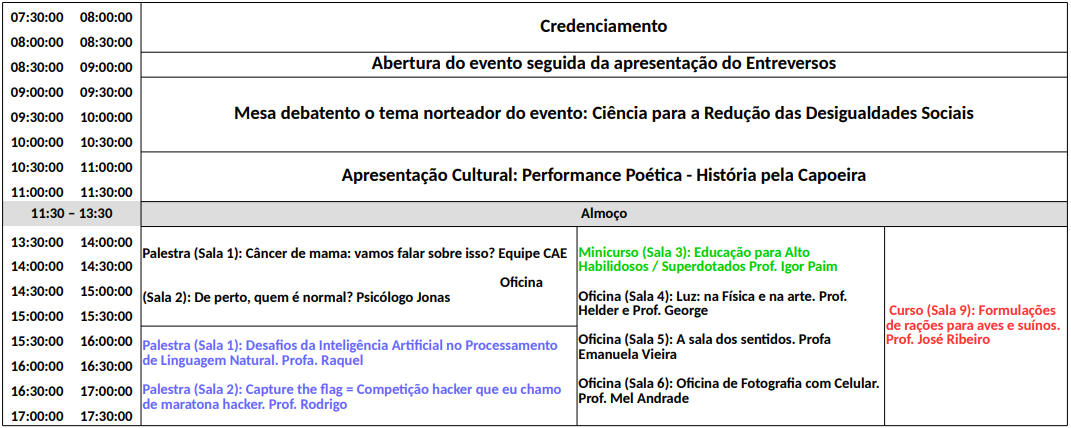 07:30:00 08:00:00
08:00:00 08:30:00
Credenciamento
08:30:00 09:00:00
Abertura do evento seguida da apresentação do Entreversos
09:00:00 09:30:00
09:30:00 10:00:00
10:00:00 10:30:00
Mesa debatento o tema norteador do evento: Ciência para a Redução das Desigualdades Sociais
10:30:00 11:00:00
11:00:00 11:30:00
Apresentação Cultural: Performance Poética - História pela Capoeira
11:30 – 13:30
Almoço
13:30:00 14:00:00
14:00:00 14:30:00
14:30:00 15:00:00
15:00:00 15:30:00
15:30:00 16:00:00
16:00:00 16:30:00
16:30:00 17:00:00
17:00:00 17:30:00
Palestra (Sala 1): Câncer de mama: vamos falar sobre isso? Equipe CAE
Oficina
(Sala 2): De perto, quem é normal? Psicólogo Jonas
Palestra (Sala 1): Desafios da Inteligência Artificial no Processamento
de Linguagem Natural. Profa. Raquel
Palestra (Sala 2): Capture the flag = Competição hacker que eu chamo
de maratona hacker. Prof. Rodrigo
Minicurso (Sala 3): Educação para Alto
Habilidosos / Superdotados Prof. Igor Paim
Oficina (Sala 4): Luz: na Física e na arte. Prof.
Helder e Prof. George
Oficina (Sala 5): A sala dos sentidos. Profa
Emanuela Vieira
Oficina (Sala 6): Oficina de Fotografia com Celular.
Prof. Mel Andrade
Curso (Sala 9): Formulações
de rações para aves e suínos.
Prof. José Ribeiro